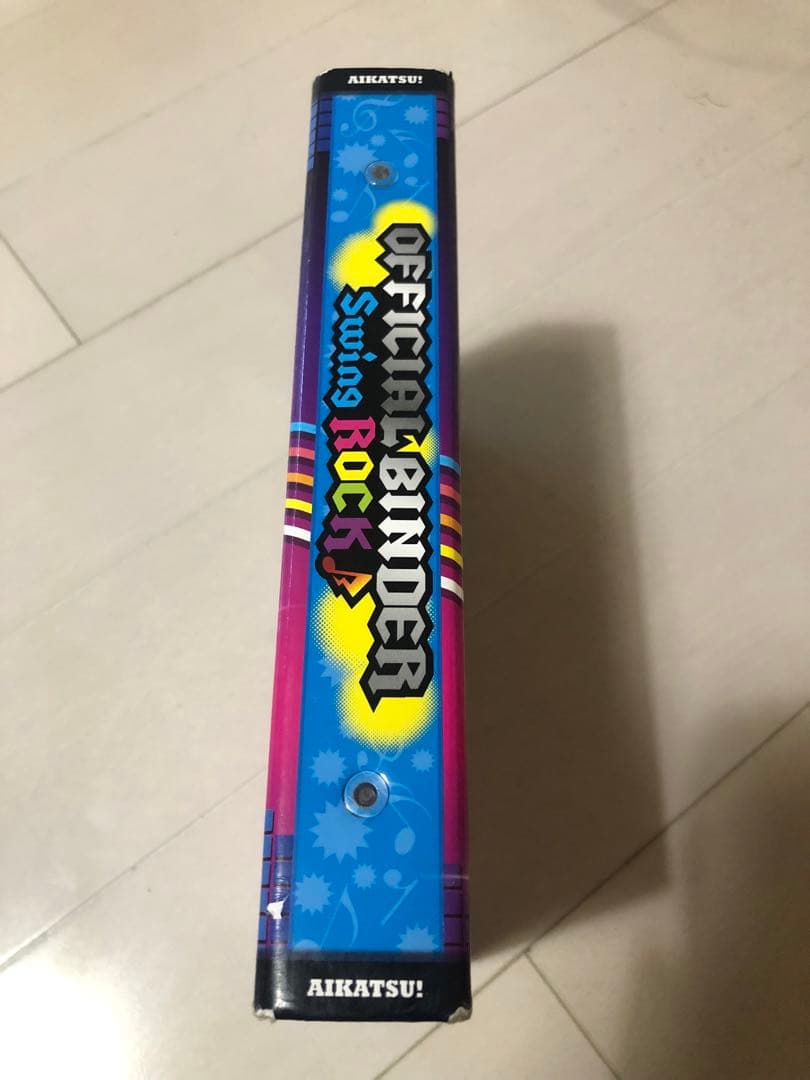 AIKATSU!
OFFICIAL BINDER
Swing ROCK
AIKATSU!